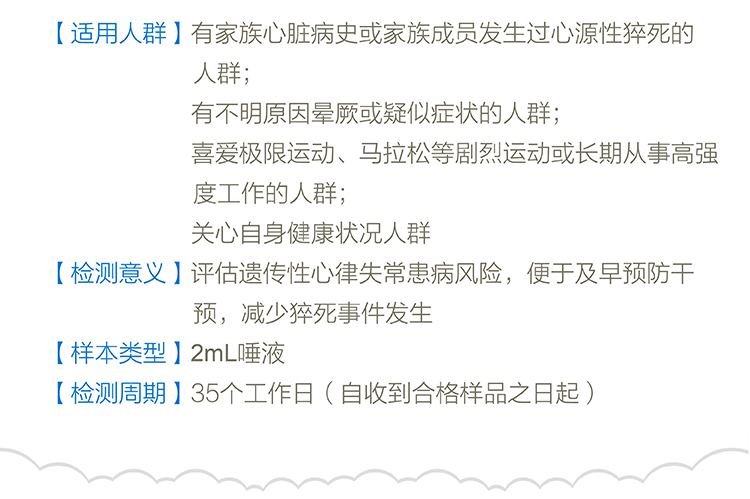 【适用人群】有家族心脏病史或家族成员发生过心源性猝死的
人群；
有不明原因晕厥或疑似症状的人群；
喜爱极限运动、马拉松等剧烈运动或长期从事高强
度工作的人群；
关心自身健康状况人群
【检测意义】评估遗传性心律失常患病风险，便于及早预防干
预，减少猝死事件发生
【样本类型】2mL唾液
【检测周期】35个工作日（自收到合格样品之日起）